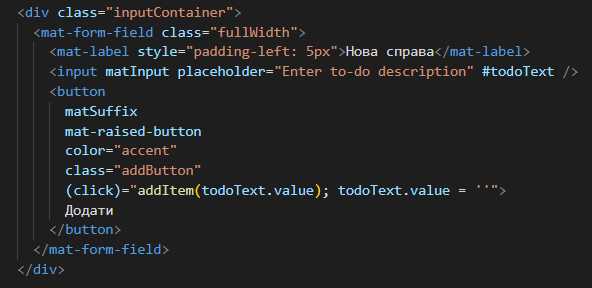 <div class="inputContainer">
<mat-form-field class="fullWidth">
<mat-label style="padding-left: 5px">Нова справа</mat-label>
<input matInput placeholder="Enter to-do description" #todoText />
<button
matSuffix
mat-raised-button
color="accent"
class="addButton"
(click)="addItem(todoText.value); todoText.value = ''">
Додати
</button>
</mat-form-field>
</div>